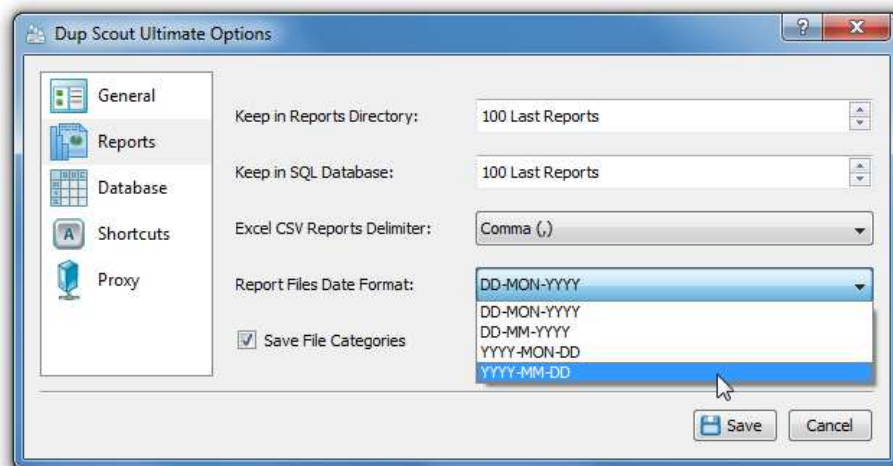 Dup Scout Ultimate Options
General
Reports
Database
Shortcuts
Proxy
Keep in Reports Directory: 100 Last Reports
Keep in SQL Database: 100 Last Reports
Excel CSV Reports Delimiter: Comma (,)
Report Files Date Format: DD-MON-YYYY
DD-MON-YYYY
DD-MM-YYYY
YYYY-MON-DD
YYYY-MM-DD
Save File Categories
Save Cancel